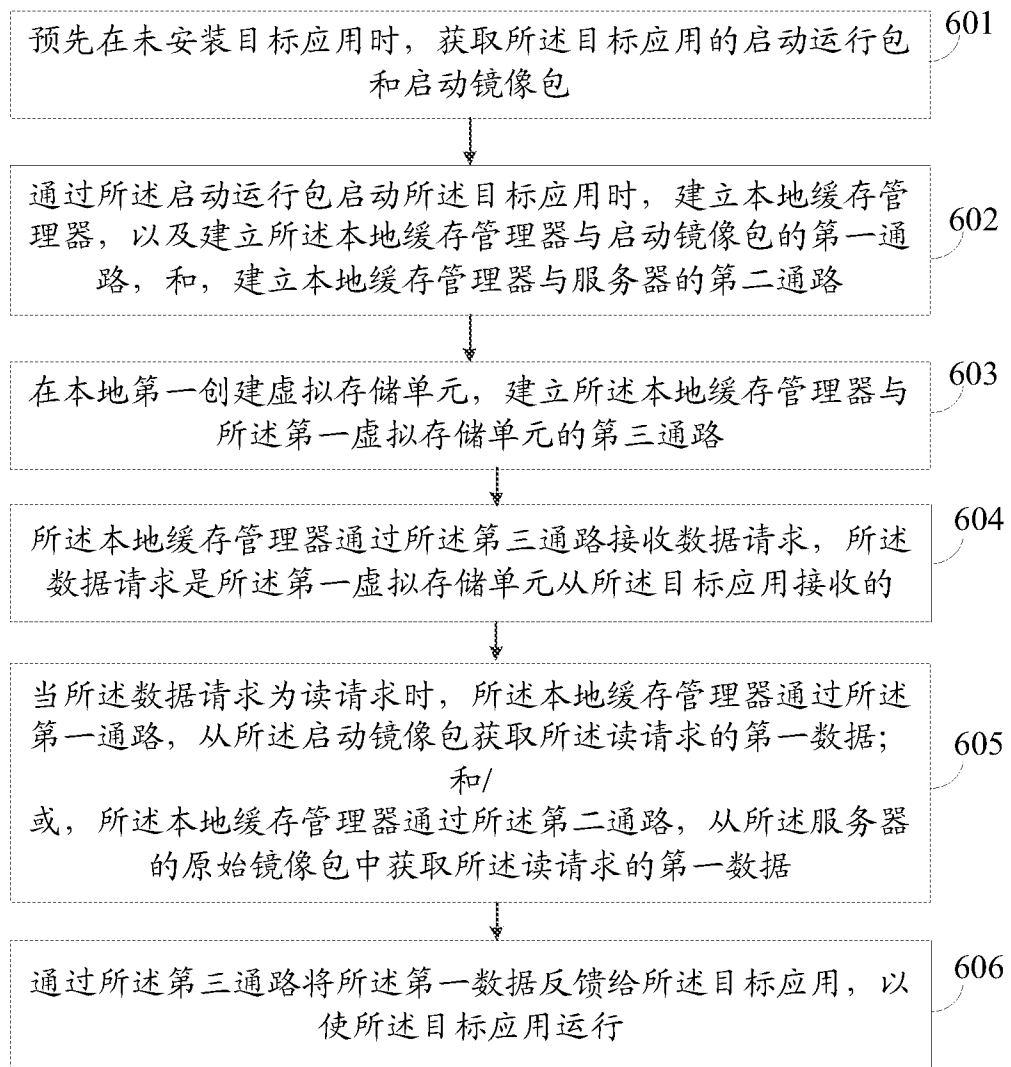 预先在未安装目标应用时，获取所述目标应用的启动运行包
和启动镜像包
601
通过所述启动运行包启动所述目标应用时，建立本地缓存管
理器，以及建立所述本地缓存管理器与启动镜像包的第一通
路，和，建立本地缓存管理器与服务器的第二通路
602
在本地第一创建虚拟存储单元，建立所述本地缓存管理器与
所述第一虚拟存储单元的第三通路
603
所述本地缓存管理器通过所述第三通路接收数据请求，所述
数据请求是所述第一虚拟存储单元从所述目标应用接收的
604
当所述数据请求为读请求时，所述本地缓存管理器通过所述
第一通路，从所述启动镜像包获取所述读请求的第一数据；
和/
或，所述本地缓存管理器通过所述第二通路，从所述服务器
的原始镜像包中获取所述读请求的第一数据
605
通过所述第三通路将所述第一数据反馈给所述目标应用，以
使所述目标应用运行
606